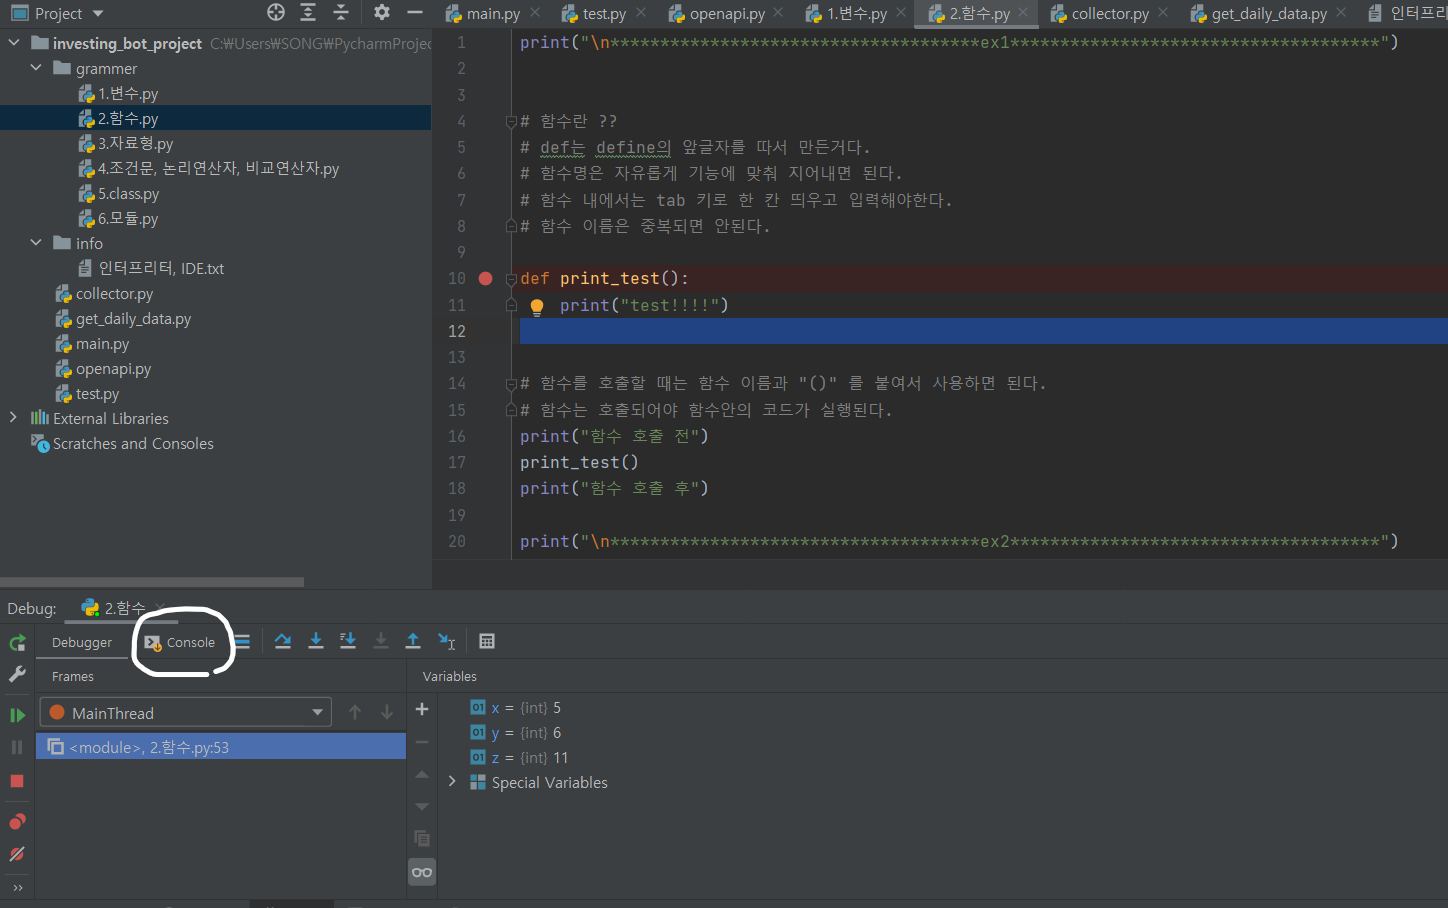 Project
main.py
test.py
openapi.py
1.변수.py
2.함수.py
collector.py
get_daily_data.py
인터프리
investing_bot_project C:₩Users₩SONG₩PycharmProjec
grammer
1.변수.py
2.함수.py
3.자료형.py
4.조건문, 논리연산자, 비교연산자.py
5.class.py
6.모듈.py
info
인터프리터, IDE.txt
collector.py
get_daily_data.py
main.py
openapi.py
test.py
External Libraries
Scratches and Consoles
1 print("\n*************************************ex1*************************************")
2
3
4 # 함수란 ??
5 # def는 define의 앞글자를 따서 만든거다.
6 # 함수명은 자유롭게 기능에 맞춰 지어내면 된다.
7 # 함수 내에서는 tab 키로 한 칸 띄우고 입력해야한다.
8 # 함수 이름은 중복되면 안된다.
9
10 def print_test():
11 print("test!!!!")
12
13
14 # 함수를 호출할 때는 함수 이름과 "()" 를 붙여서 사용하면 된다.
15 # 함수는 호출되어야 함수안의 코드가 실행된다.
16 print("함수 호출 전")
17 print_test()
18 print("함수 호출 후")
19
20 print("\n*************************************ex2*************************************")
Debug: 2.함수
Debugger Console
Frames
Variables
MainThread
<module>, 2.함수.py:53
01 x = {int} 5
01 y = {int} 6
01 z = {int} 11
Special Variables